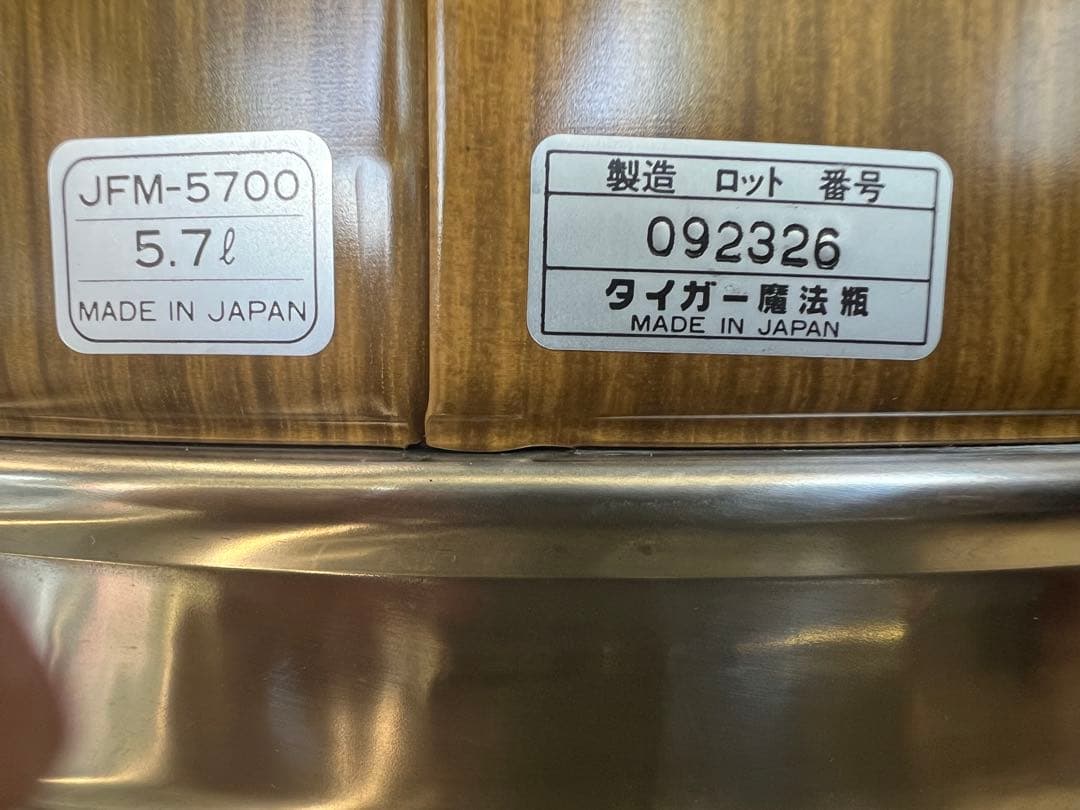 JFM-5700
5.7ℓ
MADE IN JAPAN
製造 ロット 番号
092326
タイガー魔法瓶
MADE IN JAPAN